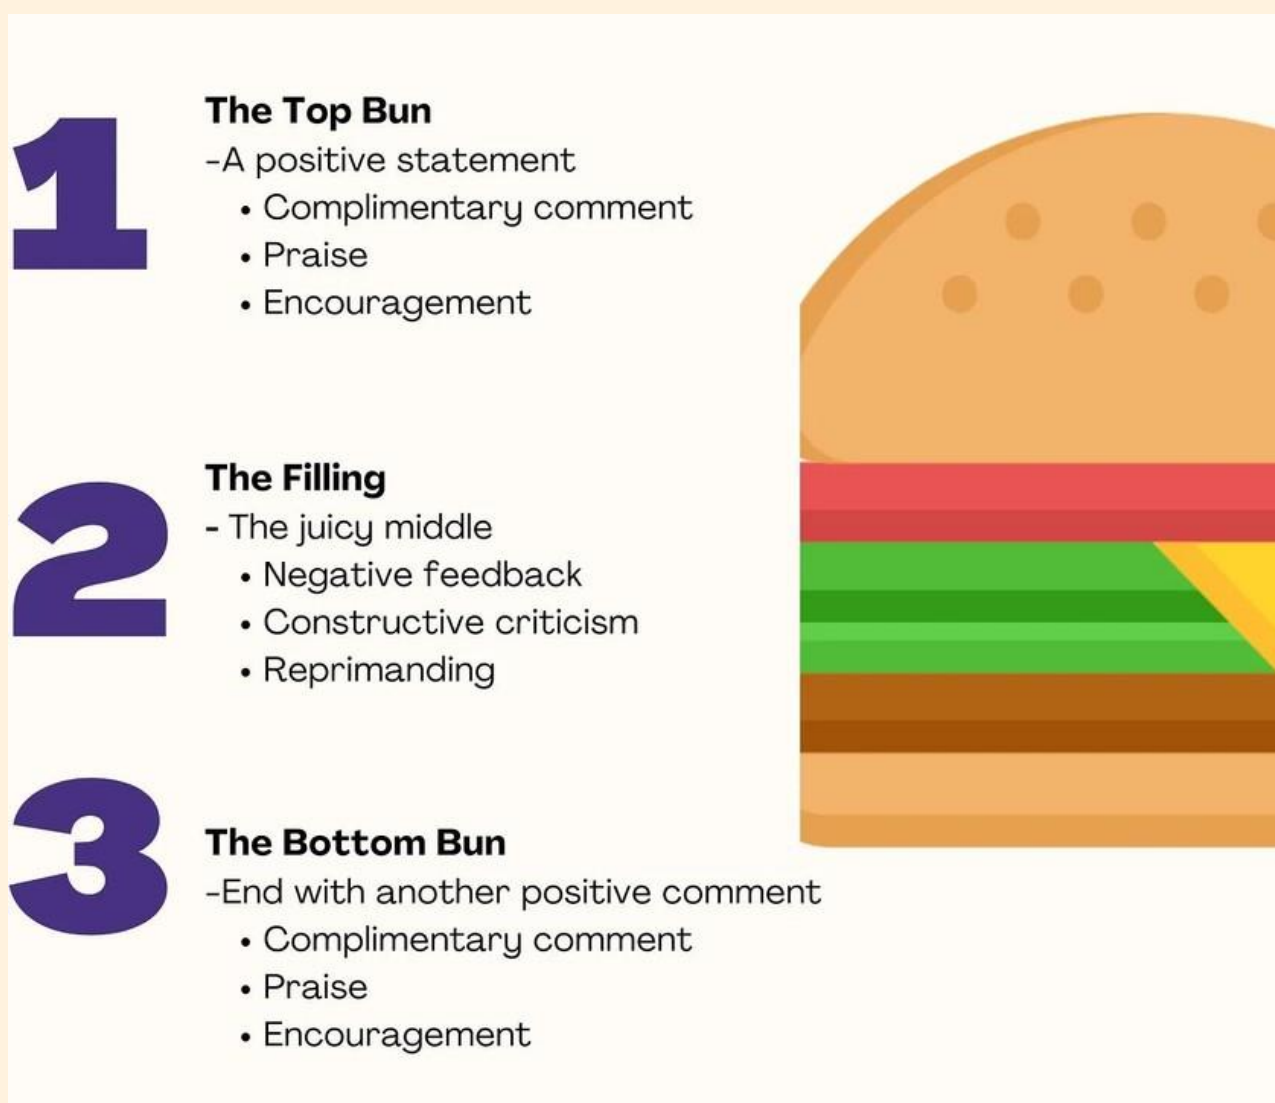 1
The Top Bun
-A positive statement
• Complimentary comment
• Praise
• Encouragement
2
The Filling
- The juicy middle
• Negative feedback
• Constructive criticism
• Reprimanding
3
The Bottom Bun
-End with another positive comment
• Complimentary comment
• Praise
• Encouragement